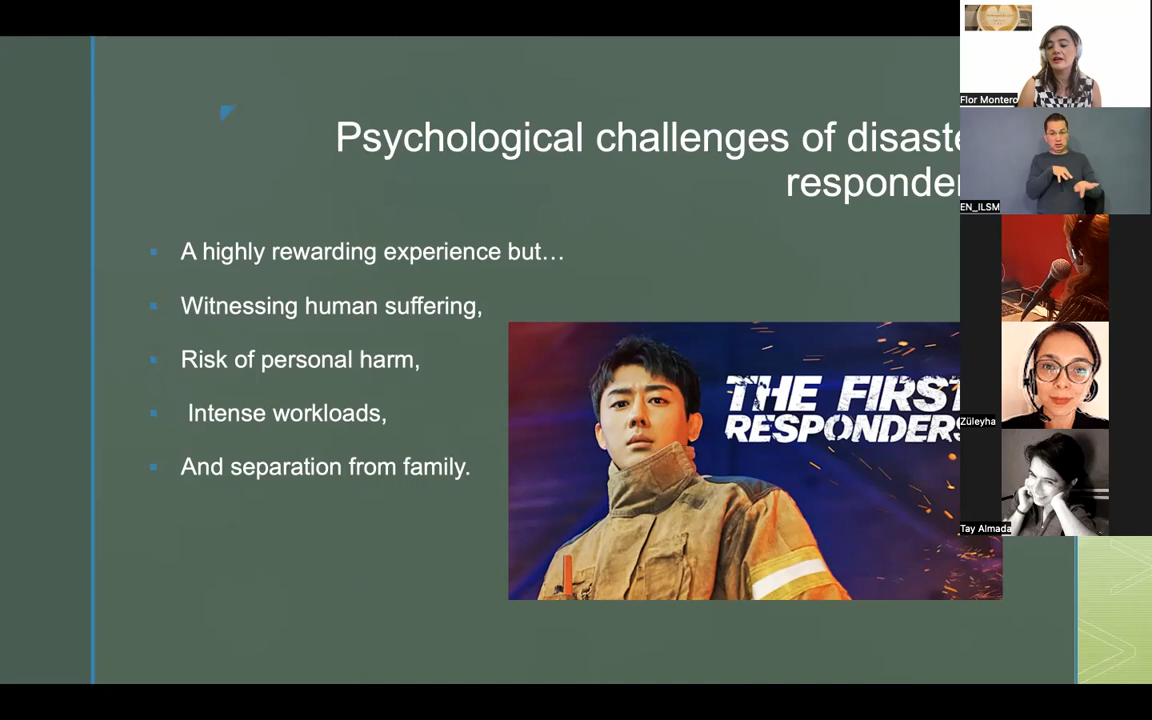 Psychological challenges of disaste
responder
A highly rewarding experience but…
Witnessing human suffering,
Risk of personal harm,
Intense workloads,
And separation from family.
THE FIRST
RESPONDERS
Flor Montero
EN_ILSM
Züleyha
Tay Almada